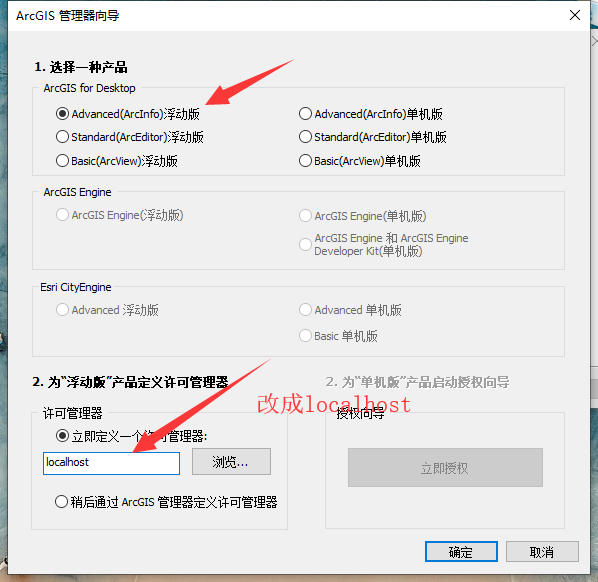 ArcGIS 管理器向导
1. 选择一种产品
ArcGIS for Desktop
Advanced(ArcInfo)浮动版
Advanced(ArcInfo)单机版
Standard(ArcEditor)浮动版
Standard(ArcEditor)单机版
Basic(ArcView)浮动版
Basic(ArcView)单机版
ArcGIS Engine
ArcGIS Engine(浮动版)
ArcGIS Engine(单机版)
ArcGIS Engine 和 ArcGIS Engine
Developer Kit(单机版)
Esri CityEngine
Advanced 浮动版
Advanced 单机版
Basic 单机版
2. 为“浮动版”产品定义许可管理器
2. 为“单机版”产品启动授权向导
改成localhost
许可管理器
授权向导
立即定义一个许可管理器:
localhost
浏览...
立即授权
稍后通过 ArcGIS 管理器定义许可管理器
确定
取消